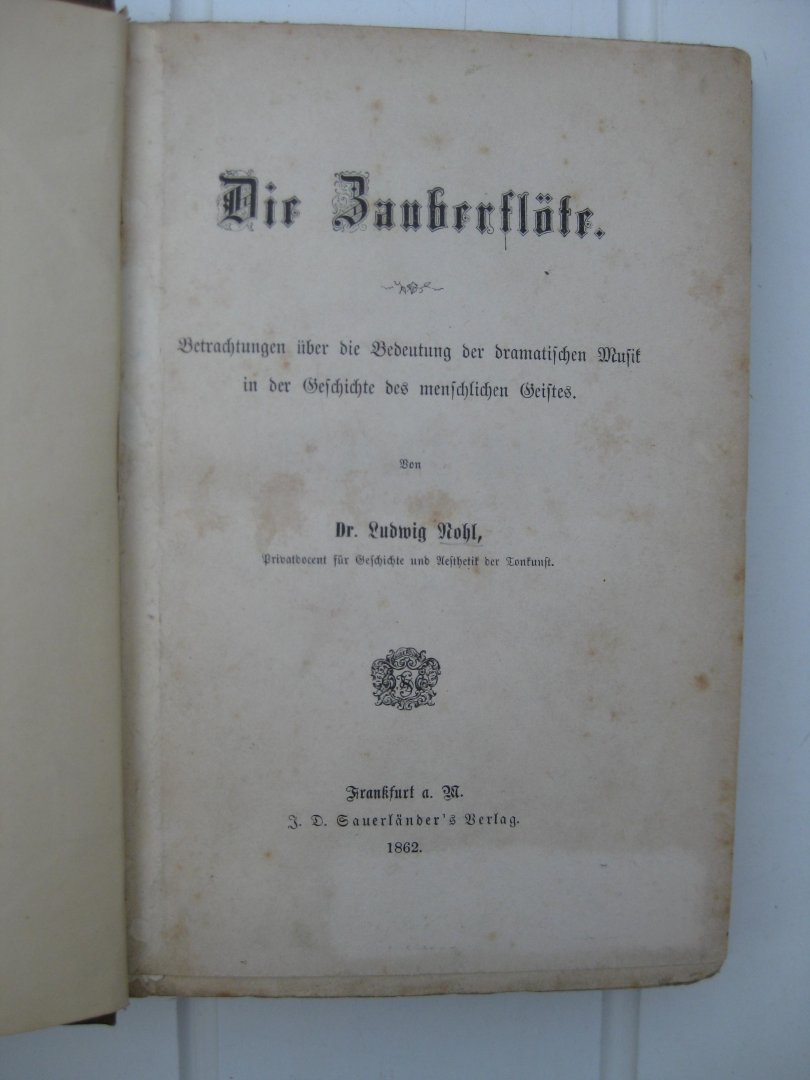 Die Zauberflöte.
Betrachtungen über die Bedeutung der dramatischen Musik
in der Geschichte des menschlichen Geistes.
Von
Dr. Ludwig Nohl,
Privatdocent für Geschichte und Aesthetik der Tonkunst.
Frankfurt a. M.
J. D. Sauerländer's Verlag.
1862.